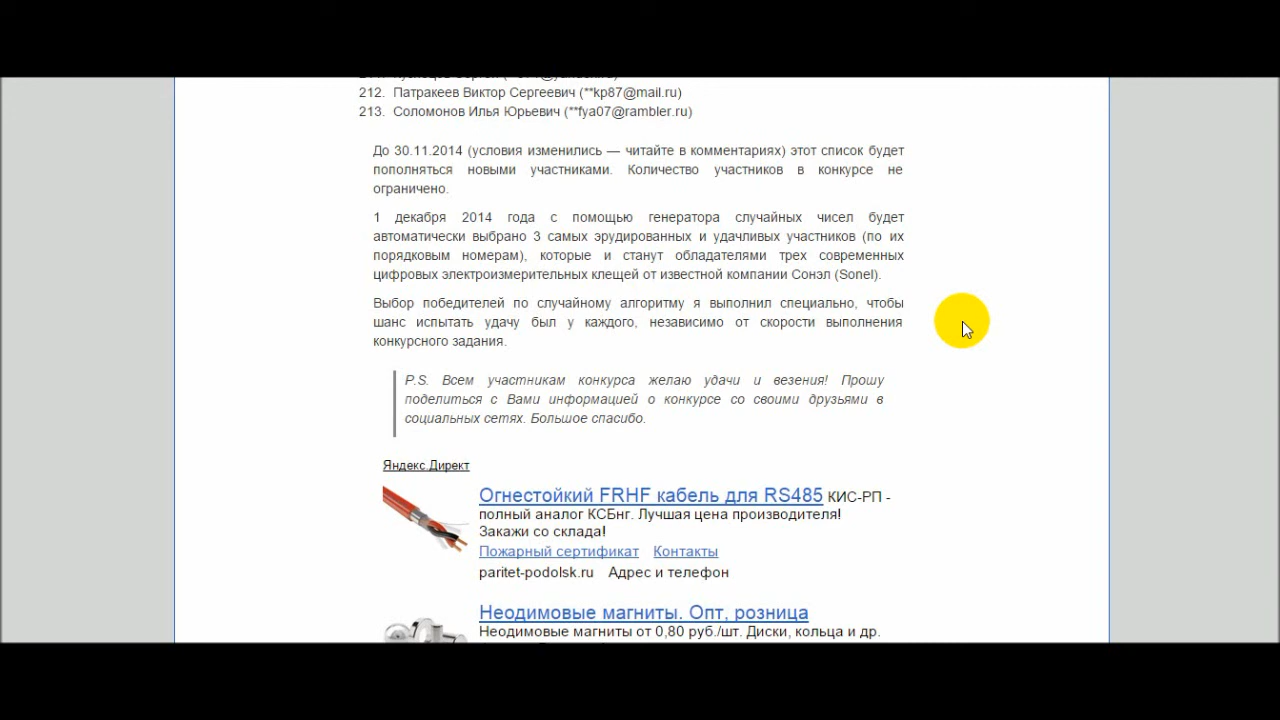 212. Патракеев Виктор Сергеевич (**kp87@mail.ru)
213. Соломонов Илья Юрьевич (**fya07@rambler.ru)
До 30.11.2014 (условия изменились — читайте в комментариях) этот список будет
пополняться новыми участниками. Количество участников в конкурсе не
ограничено.
1 декабря 2014 года с помощью генератора случайных чисел будет
автоматически выбрано 3 самых эрудированных и удачливых участников (по их
порядковым номерам), которые и станут обладателями трех современных
цифровых электроизмерительных клещей от известной компании Сонэл (Sonel).
Выбор победителей по случайному алгоритму я выполнил специально, чтобы
шанс испытать удачу был у каждого, независимо от скорости выполнения
конкурсного задания.
P.S. Всем участникам конкурса желаю удачи и везения! Прошу
поделиться с Вами информацией о конкурсе со своими друзьями в
социальных сетях. Большое спасибо.
Яндекс.Директ
Огнестойкий FRHF кабель для RS485 КИС-РП -
полный аналог КСБнг. Лучшая цена производителя!
Закажи со склада!
Пожарный сертификат Контакты
paritet-podolsk.ru Адрес и телефон
Неодимовые магниты. Опт, розница
Неодимовые магниты от 0,80 руб./шт. Диски, кольца и др.